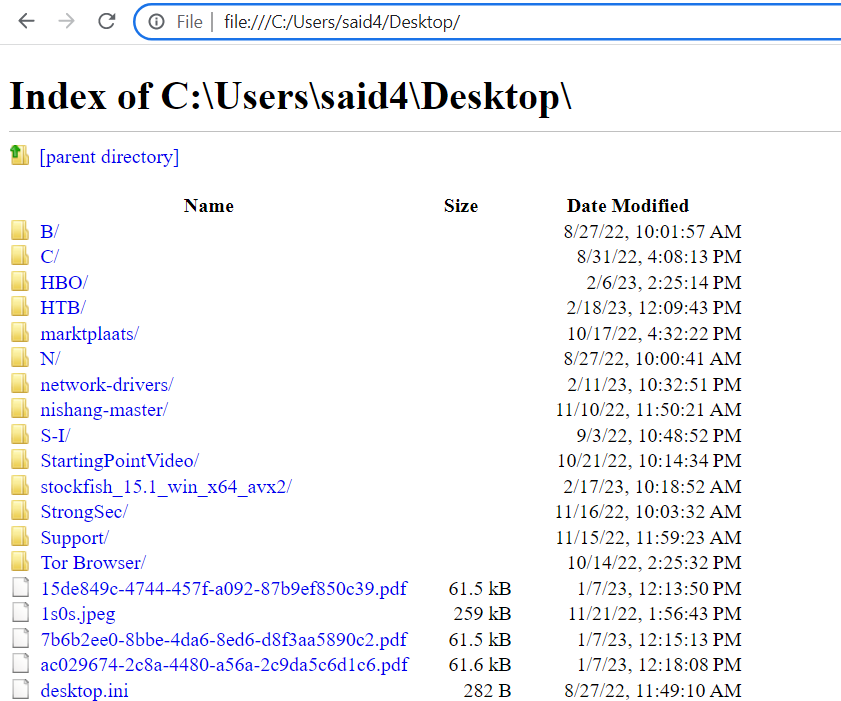 File | file:///C:/Users/said4/Desktop/
Index of C:\Users\said4\Desktop\
[parent directory]
Name Size Date Modified
B/ 8/27/22, 10:01:57 AM
C/ 8/31/22, 4:08:13 PM
HBO/ 2/6/23, 2:25:14 PM
HTB/ 2/18/23, 12:09:43 PM
marktplaats/ 10/17/22, 4:32:22 PM
N/ 8/27/22, 10:00:41 AM
network-drivers/ 2/11/23, 10:32:51 PM
nishang-master/ 11/10/22, 11:50:21 AM
S-I/ 9/3/22, 10:48:52 PM
StartingPointVideo/ 10/21/22, 10:14:34 PM
stockfish_15.1_win_x64_avx2/ 2/17/23, 10:18:52 AM
StrongSec/ 11/16/22, 10:03:32 AM
Support/ 11/15/22, 11:59:23 AM
Tor Browser/ 10/14/22, 2:25:32 PM
15de849c-4744-457f-a092-87b9ef850c39.pdf 61.5 kB 1/7/23, 12:13:50 PM
1s0s.jpeg 259 kB 11/21/22, 1:56:43 PM
7b6b2ee0-8bbe-4da6-8ed6-d8f3aa5890c2.pdf 61.5 kB 1/7/23, 12:15:13 PM
ac029674-2c8a-4480-a56a-2c9da5c6d1c6.pdf 61.6 kB 1/7/23, 12:18:08 PM
desktop.ini 282 B 8/27/22, 11:49:10 AM